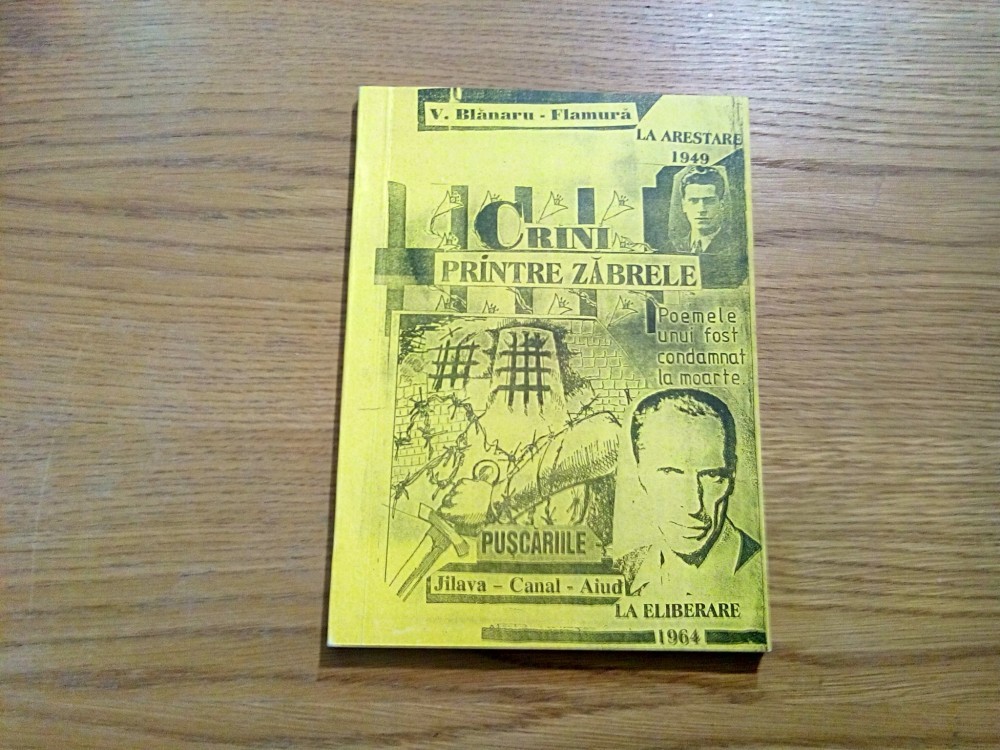 V. Blănaru - Flamură
LA ARESTARE
1949
CRINI
PRINTRE ZĂBRELE
Poemele
unui fost
condamnat
la moarte.
PUȘCĂRIILE -
Jilava – Canal - Aiud
LA ELIBERARE
1964